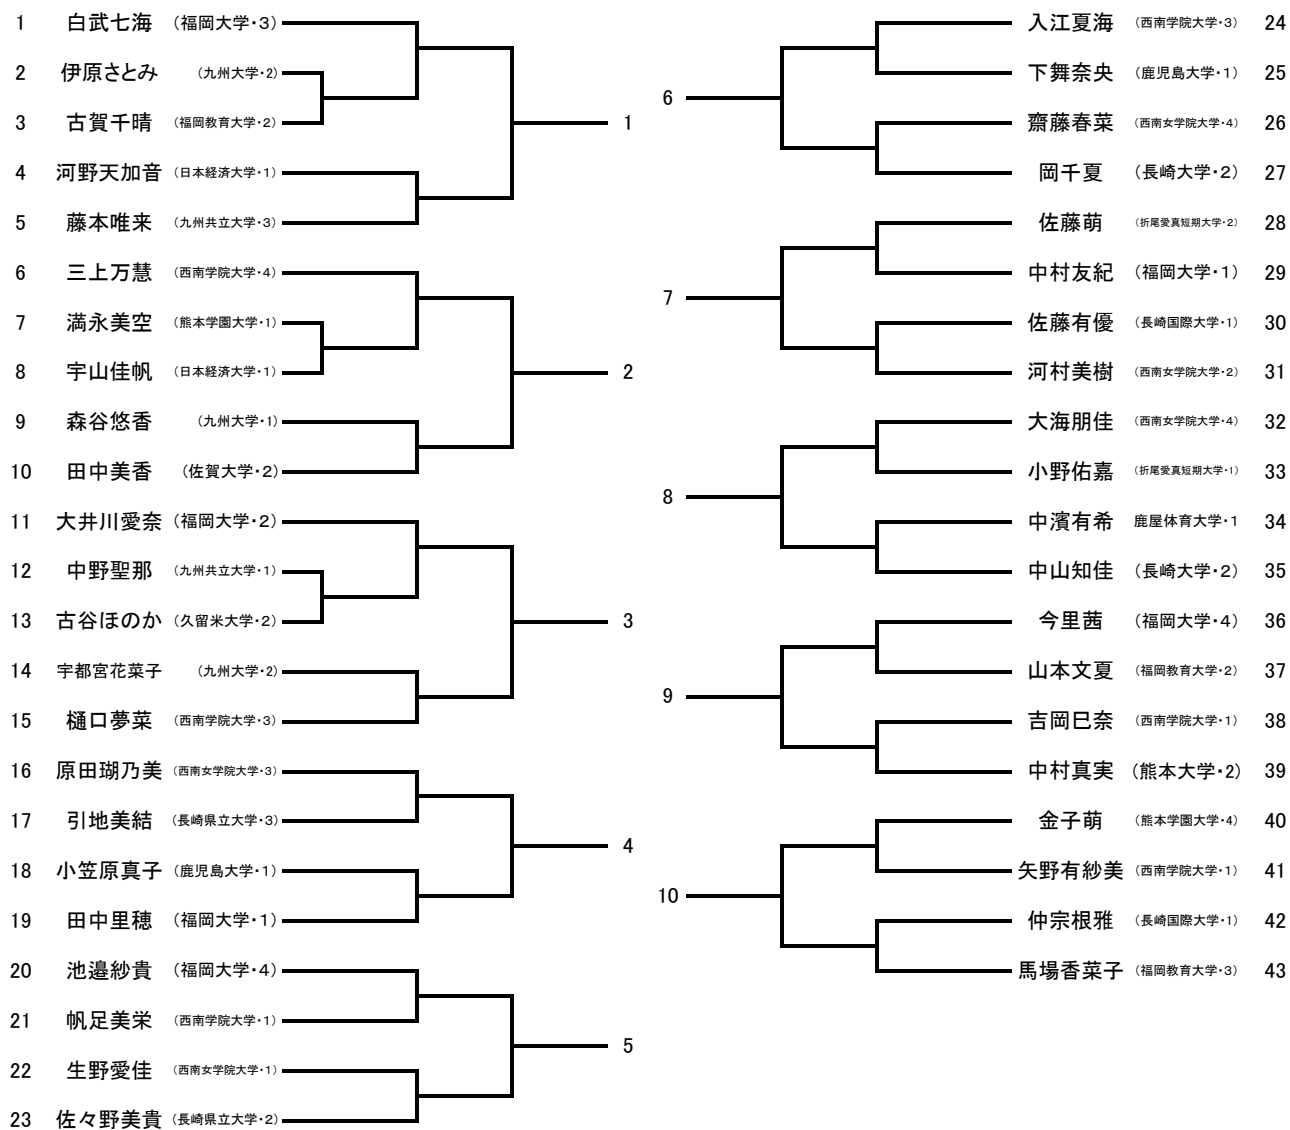 1 白武七海 (福岡大学・3)
2 伊原さとみ (九州大学・2)
3 古賀千晴 (福岡教育大学・2)
1
4 河野天加音 (日本経済大学・1)
5 藤本唯来 (九州共立大学・3)
6 三上万慧 (西南学院大学・4)
7 満永美空 (熊本学園大学・1)
8 宇山佳帆 (日本経済大学・1)
2
9 森谷悠香 (九州大学・1)
10 田中美香 (佐賀大学・2)
11 大井川愛奈 (福岡大学・2)
12 中野聖那 (九州共立大学・1)
13 古谷ほのか (久留米大学・2)
3
14 宇都宮花菜子 (九州大学・2)
15 樋口夢菜 (西南学院大学・3)
16 原田瑚乃美 (西南女学院大学・3)
17 引地美結 (長崎県立大学・3)
4
18 小笠原真子 (鹿児島大学・1)
19 田中里穂 (福岡大学・1)
20 池邉紗貴 (福岡大学・4)
21 帆足美栄 (西南学院大学・1)
5
22 生野愛佳 (西南女学院大学・1)
23 佐々野美貴 (長崎県立大学・2)
入江夏海 (西南学院大学・3) 24
下舞奈央 (鹿児島大学・1) 25
6
齋藤春菜 (西南女学院大学・4) 26
岡千夏 (長崎大学・2) 27
佐藤萌 (折尾愛真短期大学・2) 28
中村友紀 (福岡大学・1) 29
7
佐藤有優 (長崎国際大学・1) 30
河村美樹 (西南女学院大学・2) 31
大海朋佳 (西南女学院大学・4) 32
小野佑嘉 (折尾愛真短期大学・1) 33
8
中濱有希 鹿屋体育大学・1 34
中山知佳 (長崎大学・2) 35
今里茜 (福岡大学・4) 36
山本文夏 (福岡教育大学・2) 37
9
吉岡巳奈 (西南学院大学・1) 38
中村真実 (熊本大学・2) 39
金子萌 (熊本学園大学・4) 40
矢野有紗美 (西南学院大学・1) 41
10
仲宗根雅 (長崎国際大学・1) 42
馬場香菜子 (福岡教育大学・3) 43